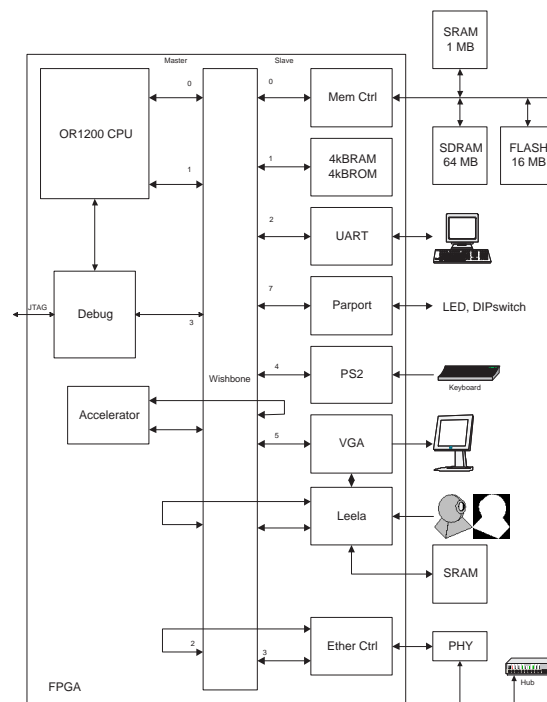 SRAM
1 MB
Master
Slave
0
0
OR1200 CPU
Mem Ctrl
SDRAM
64 MB
FLASH
16 MB
1
1
4kBRAM
4kBROM
2
UART
7
Parport
LED, DIPswitch
JTAG
Debug
3
Wishbone
4
PS2
Keyboard
Accelerator
5
VGA
Leela
SRAM
2
3
Ether Ctrl
PHY
Hub
FPGA